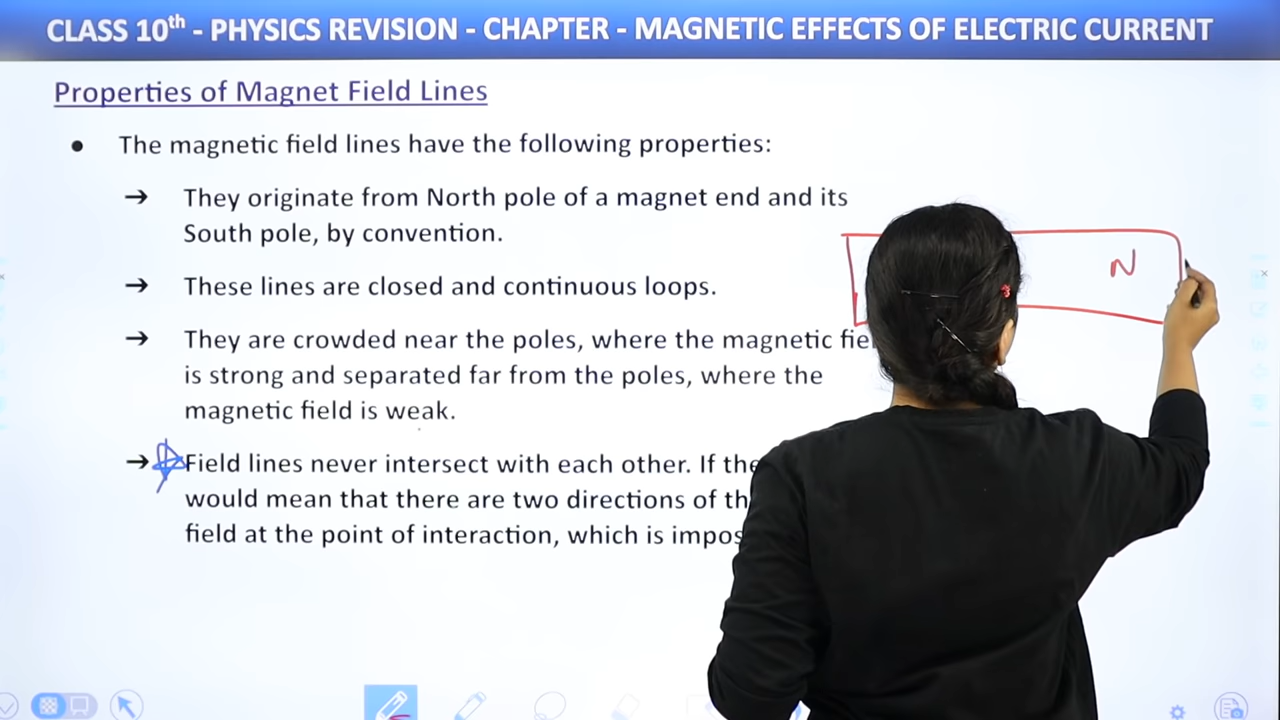 CLASS 10th - PHYSICS REVISION - CHAPTER - MAGNETIC EFFECTS OF ELECTRIC CURRENT
Properties of Magnet Field Lines
● The magnetic field lines have the following properties:
➔ They originate from North pole of a magnet end and its
South pole, by convention.
➔ These lines are closed and continuous loops.
➔ They are crowded near the poles, where the magnetic
is strong and separated far from the poles, where the
magnetic field is weak.
➔ Field lines never intersect with each other. If
would mean that there are two directions of
field at the point of interaction, which is
N